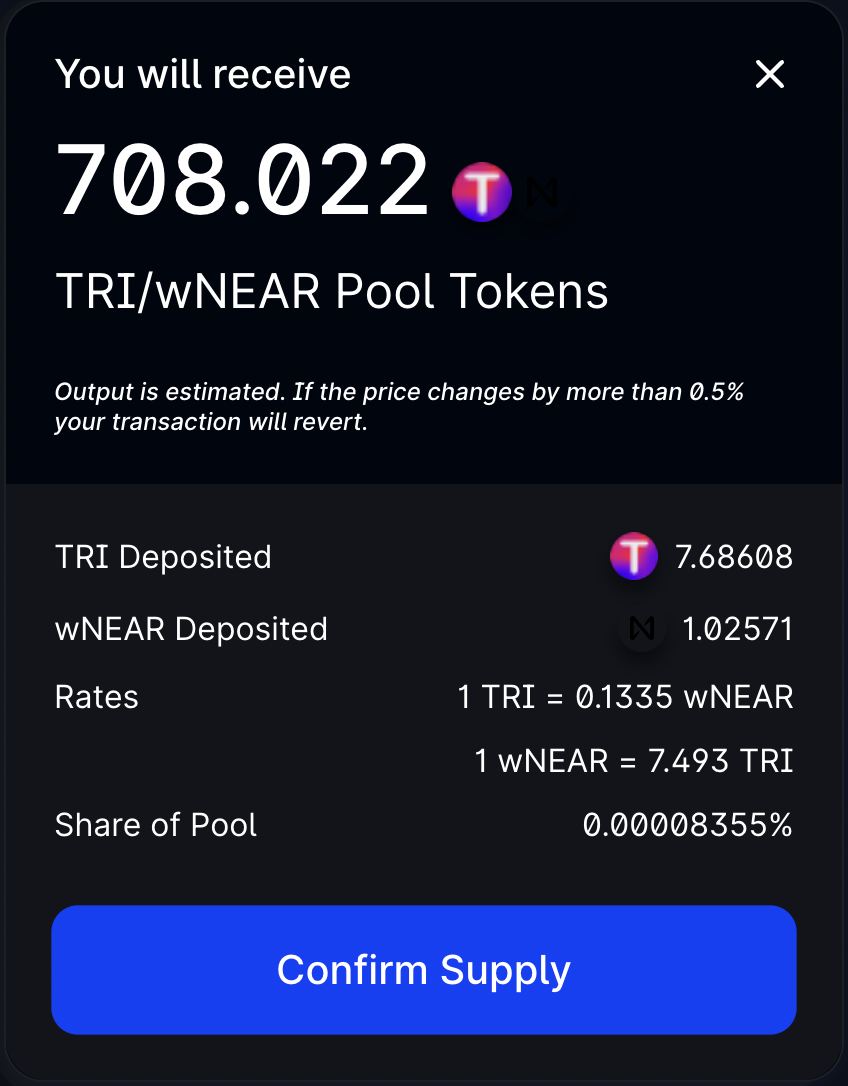 You will receive
708.022
TRI/wNEAR Pool Tokens
Output is estimated. If the price changes by more than 0.5%
your transaction will revert.
TRI Deposited 7.68608
wNEAR Deposited 1.02571
Rates 1 TRI = 0.1335 wNEAR
1 wNEAR = 7.493 TRI
Share of Pool 0.00008355%
Confirm Supply